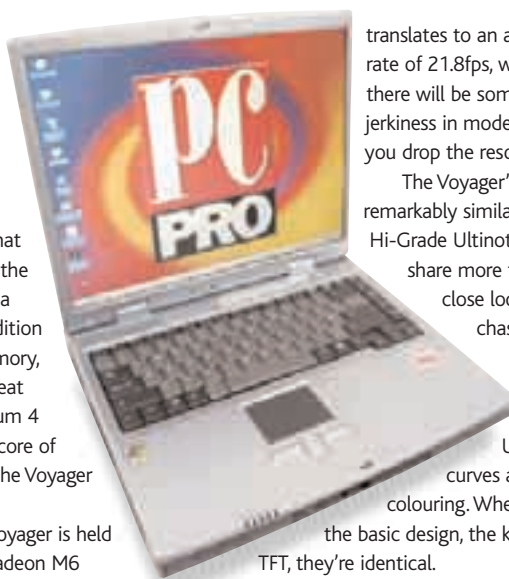 hat
the
a
dition
mory,
eat
um 4
core of
he Voyager
oyager is held
adeon M6
PC
PRO
translates to an a
rate of 21.8fps, w
there will be som
jerkiness in mode
you drop the reso
The Voyager'
remarkably simila
Hi-Grade Ultinot
share more t
close loo
chas
U
curves a
colouring. Whe
the basic design, the k
TFT, they're identical.